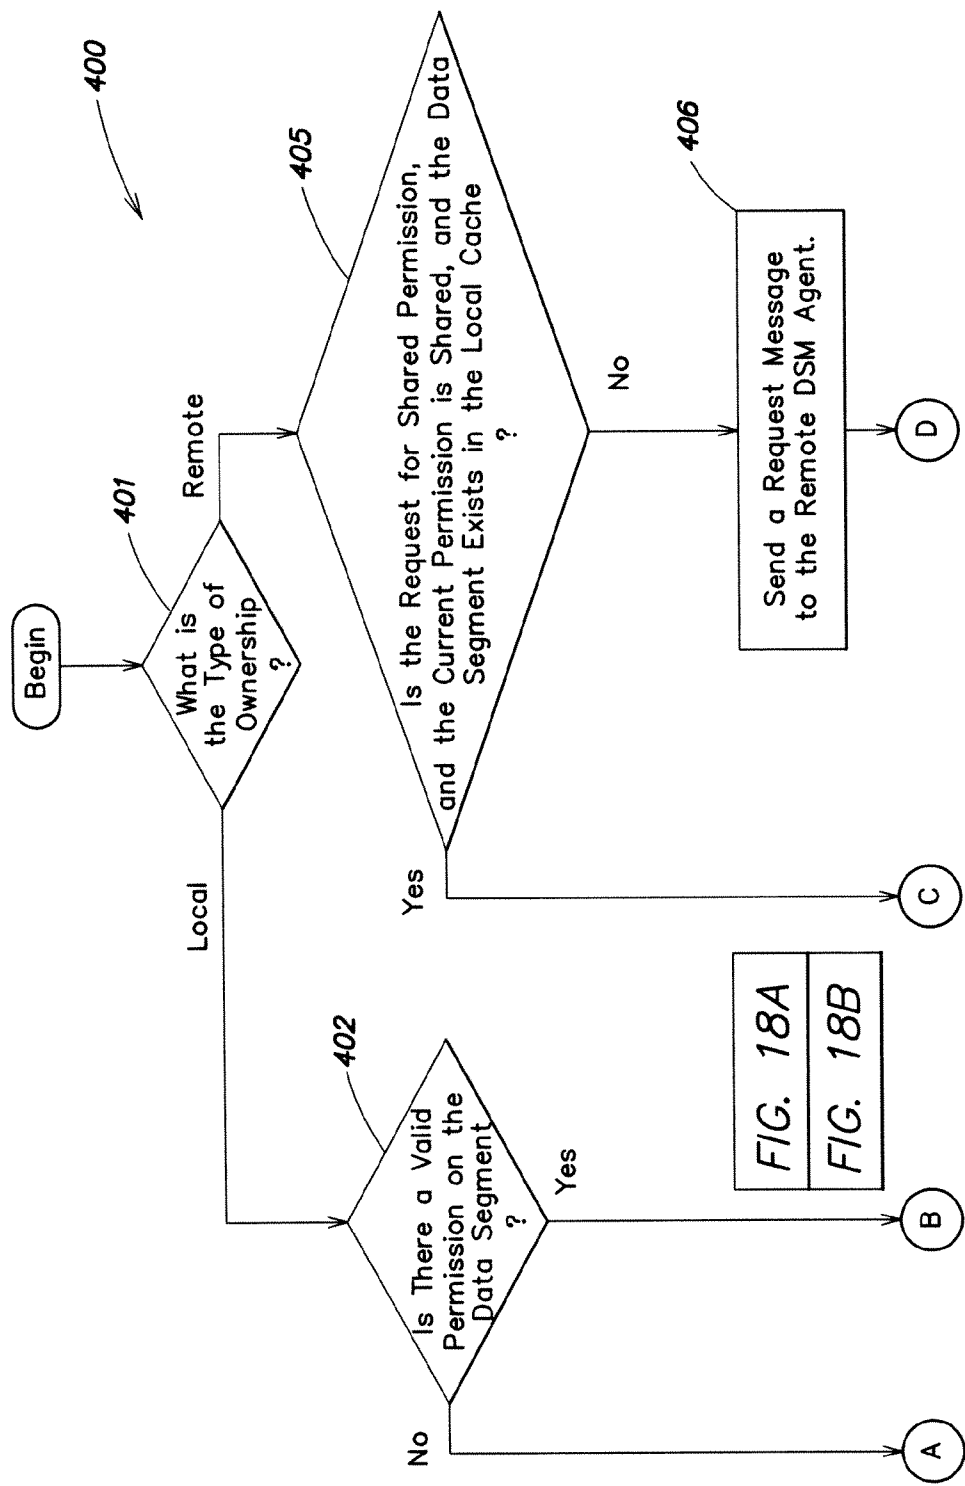 400
Begin
401
What is
the Type of
Ownership
?
Local
Remote
402
Is There a Valid
Permission on the
Data Segment
?
No
Yes
405
Is the Request for Shared Permission,
and the Current Permission is Shared, and the Data
Segment Exists in the Local Cache
?
Yes
No
406
Send a Request Message
to the Remote DSM Agent.
A
B
C
D
FIG. 18A
FIG. 18B